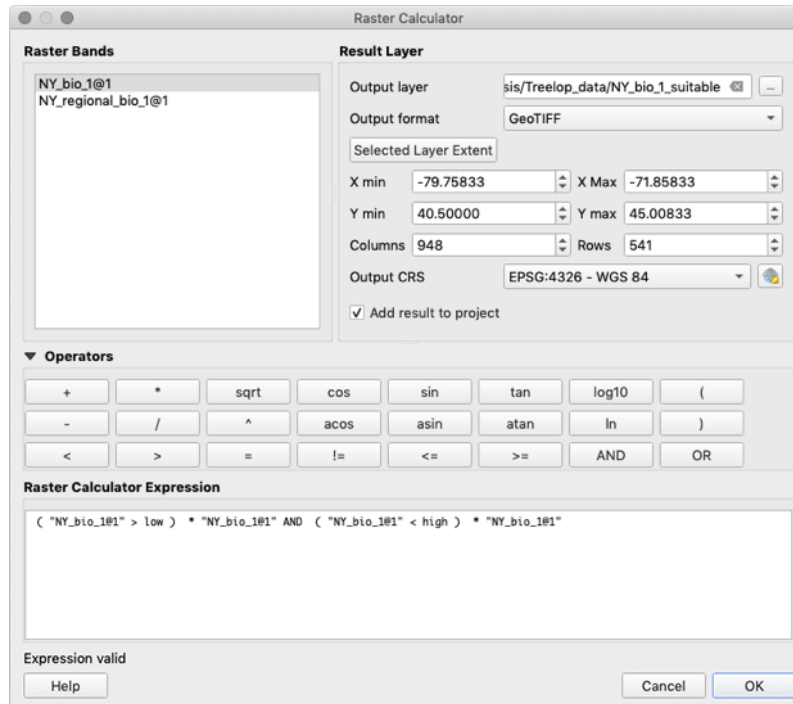 Raster Calculator
Raster Bands
NY_bio_1@1
NY_regional_bio_1@1
Result Layer
Output layer sis/Treelop_data/NY_bio_1_suitable ...
Output format GeoTIFF
Selected Layer Extent
X min -79.75833 X Max -71.85833
Y min 40.50000 Y max 45.00833
Columns 948 Rows 541
Output CRS EPSG:4326 - WGS 84
Add result to project
Operators
+ * sqrt cos sin tan log10 (
- / ^ acos asin atan ln )
< > = != <= >= AND OR
Raster Calculator Expression
( "NY_bio_1@1" > low ) * "NY_bio_1@1" AND ( "NY_bio_1@1" < high ) * "NY_bio_1@1"
Expression valid
Help Cancel OK